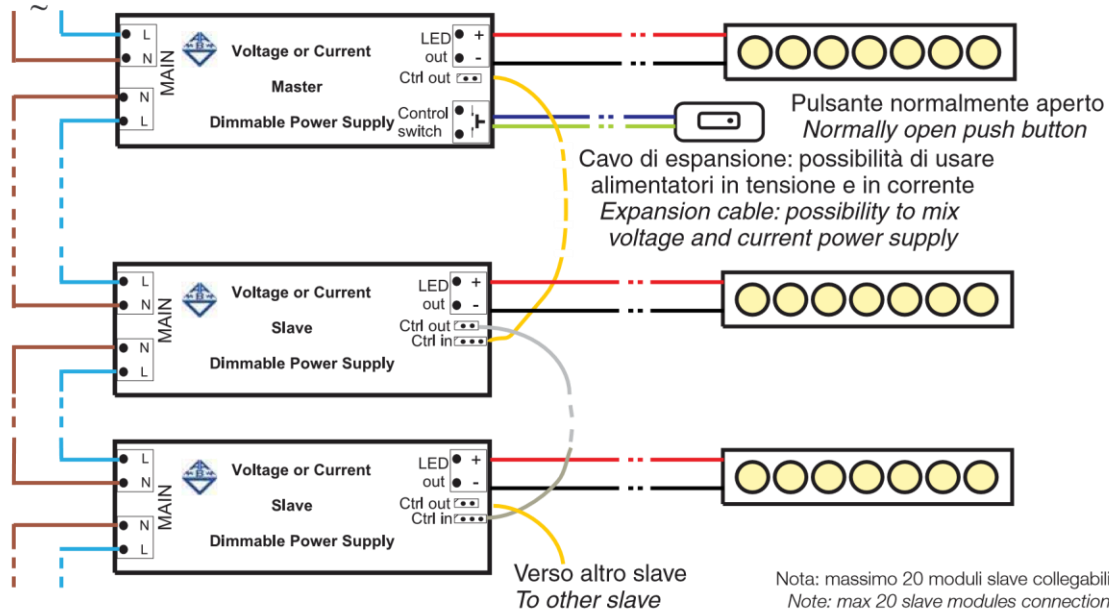 ~
L
N
MAIN
N
L
Voltage or Current
Master
Dimmable Power Supply
LED +
out -
Ctrl out
Control
switch
Pulsante normalmente aperto
Normally open push button
Cavo di espansione: possibilità di usare
alimentatori in tensione e in corrente
Expansion cable: possibility to mix
voltage and current power supply
L
N
MAIN
N
L
Voltage or Current
Slave
Dimmable Power Supply
LED +
out -
Ctrl out
Ctrl in
L
N
MAIN
N
L
Voltage or Current
Slave
Dimmable Power Supply
LED +
out -
Ctrl out
Ctrl in
Verso altro slave
To other slave
Nota: massimo 20 moduli slave collegabili
Note: max 20 slave modules connection